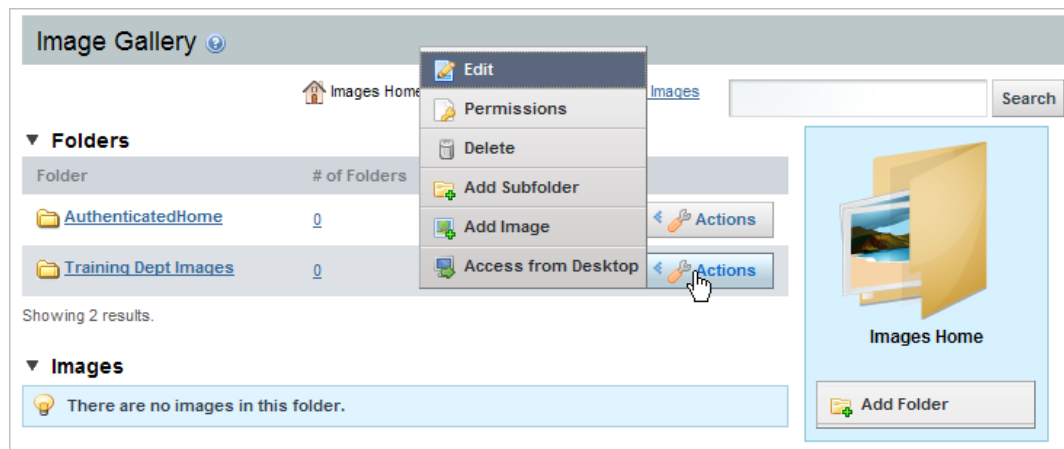 Image Gallery
Edit
Images Home
Images
Search
Permissions
Folders
Delete
Folder
# of Folders
Add Subfolder
AuthenticatedHome
0
Add Image
Actions
Training Dept Images
0
Access from Desktop
Actions
Showing 2 results.
Images Home
Images
There are no images in this folder.
Add Folder